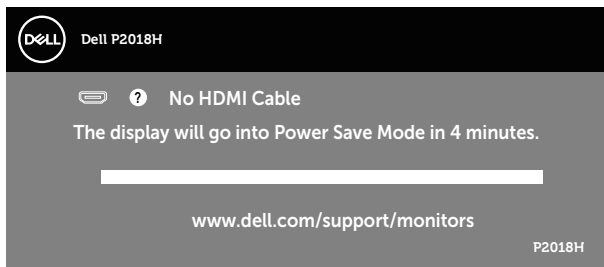 DELL
Dell P2018H
? No HDMI Cable
The display will go into Power Save Mode in 4 minutes.
www.dell.com/support/monitors
P2018H